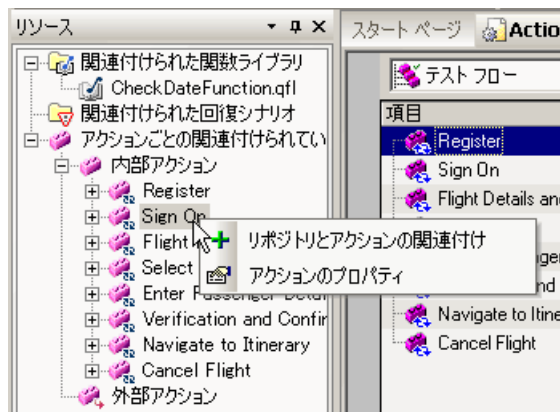 リソース
スタート ページ
Actio
関連付けられた関数ライブラリ
CheckDateFunction.qfl
関連付けられた回復シナリオ
アクションごとの関連付けられてい
内部アクション
Register
Sign On
Flight
Select
Enter Passenger Detai
Verification and Confir
Navigate to Itinerary
Cancel Flight
外部アクション
リポジトリとアクションの関連付け
アクションのプロパティ
テスト フロー
項目
Register
Sign On
Flight Details and
nger
nd
Navigate to Itine
Cancel Flight